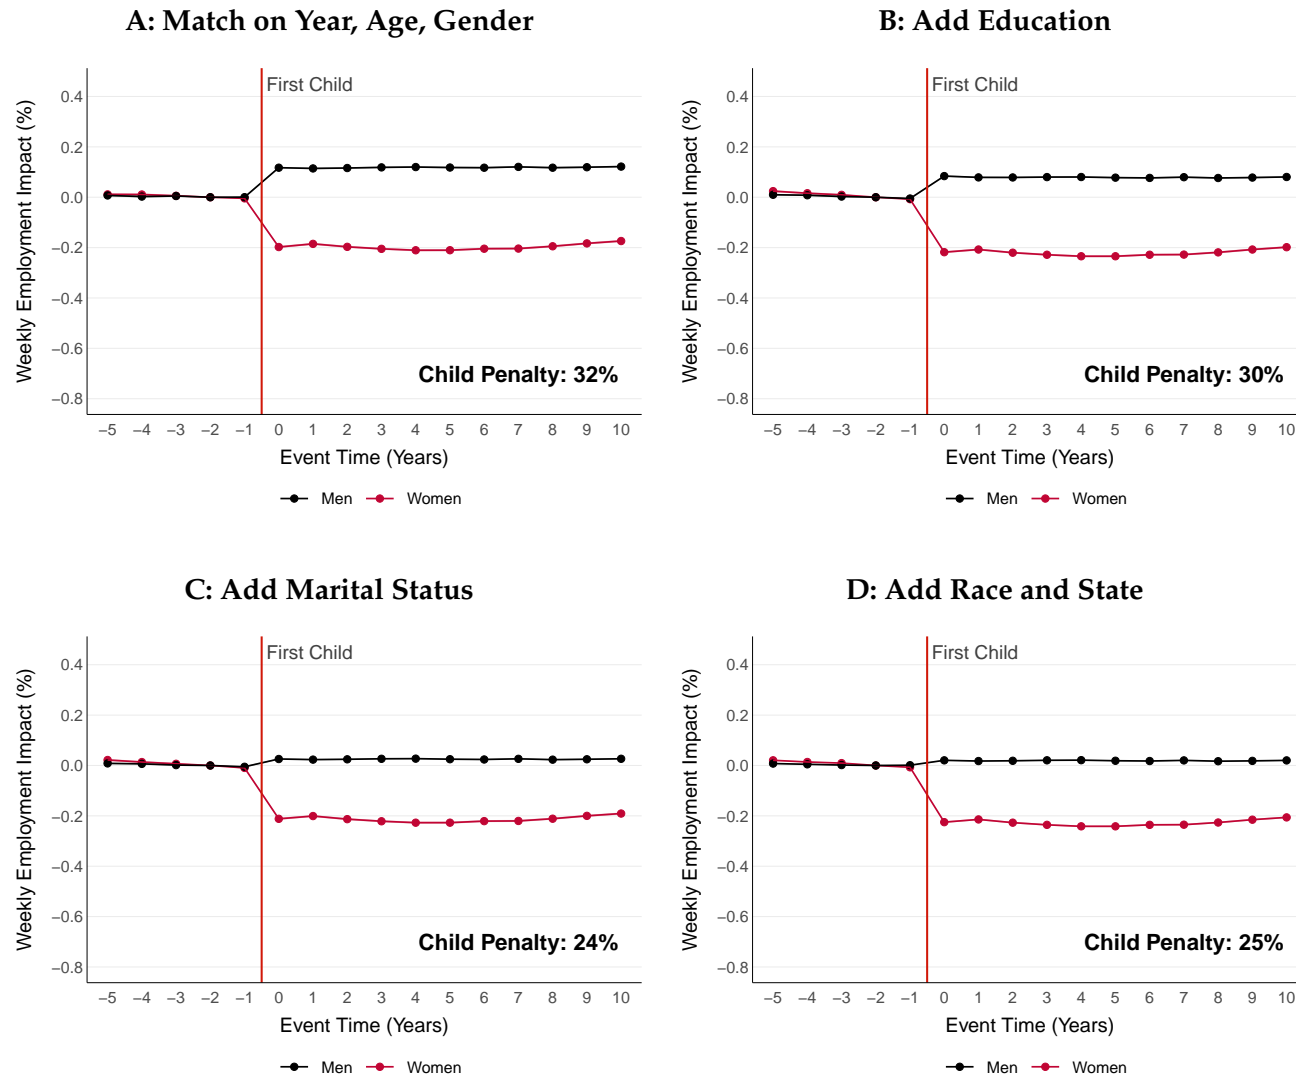 A: Match on Year, Age, Gender
Weekly Employment Impact (%)
0.4
0.2
0.0
−0.2
−0.4
−0.6
−0.8
First Child
Child Penalty: 32%
−5 −4 −3 −2 −1 0 1 2 3 4 5 6 7 8 9 10
Event Time (Years)
Men Women
B: Add Education
Weekly Employment Impact (%)
0.4
0.2
0.0
−0.2
−0.4
−0.6
−0.8
First Child
Child Penalty: 30%
−5 −4 −3 −2 −1 0 1 2 3 4 5 6 7 8 9 10
Event Time (Years)
Men Women
C: Add Marital Status
Weekly Employment Impact (%)
0.4
0.2
0.0
−0.2
−0.4
−0.6
−0.8
First Child
Child Penalty: 24%
−5 −4 −3 −2 −1 0 1 2 3 4 5 6 7 8 9 10
Event Time (Years)
Men Women
D: Add Race and State
Weekly Employment Impact (%)
0.4
0.2
0.0
−0.2
−0.4
−0.6
−0.8
First Child
Child Penalty: 25%
−5 −4 −3 −2 −1 0 1 2 3 4 5 6 7 8 9 10
Event Time (Years)
Men Women